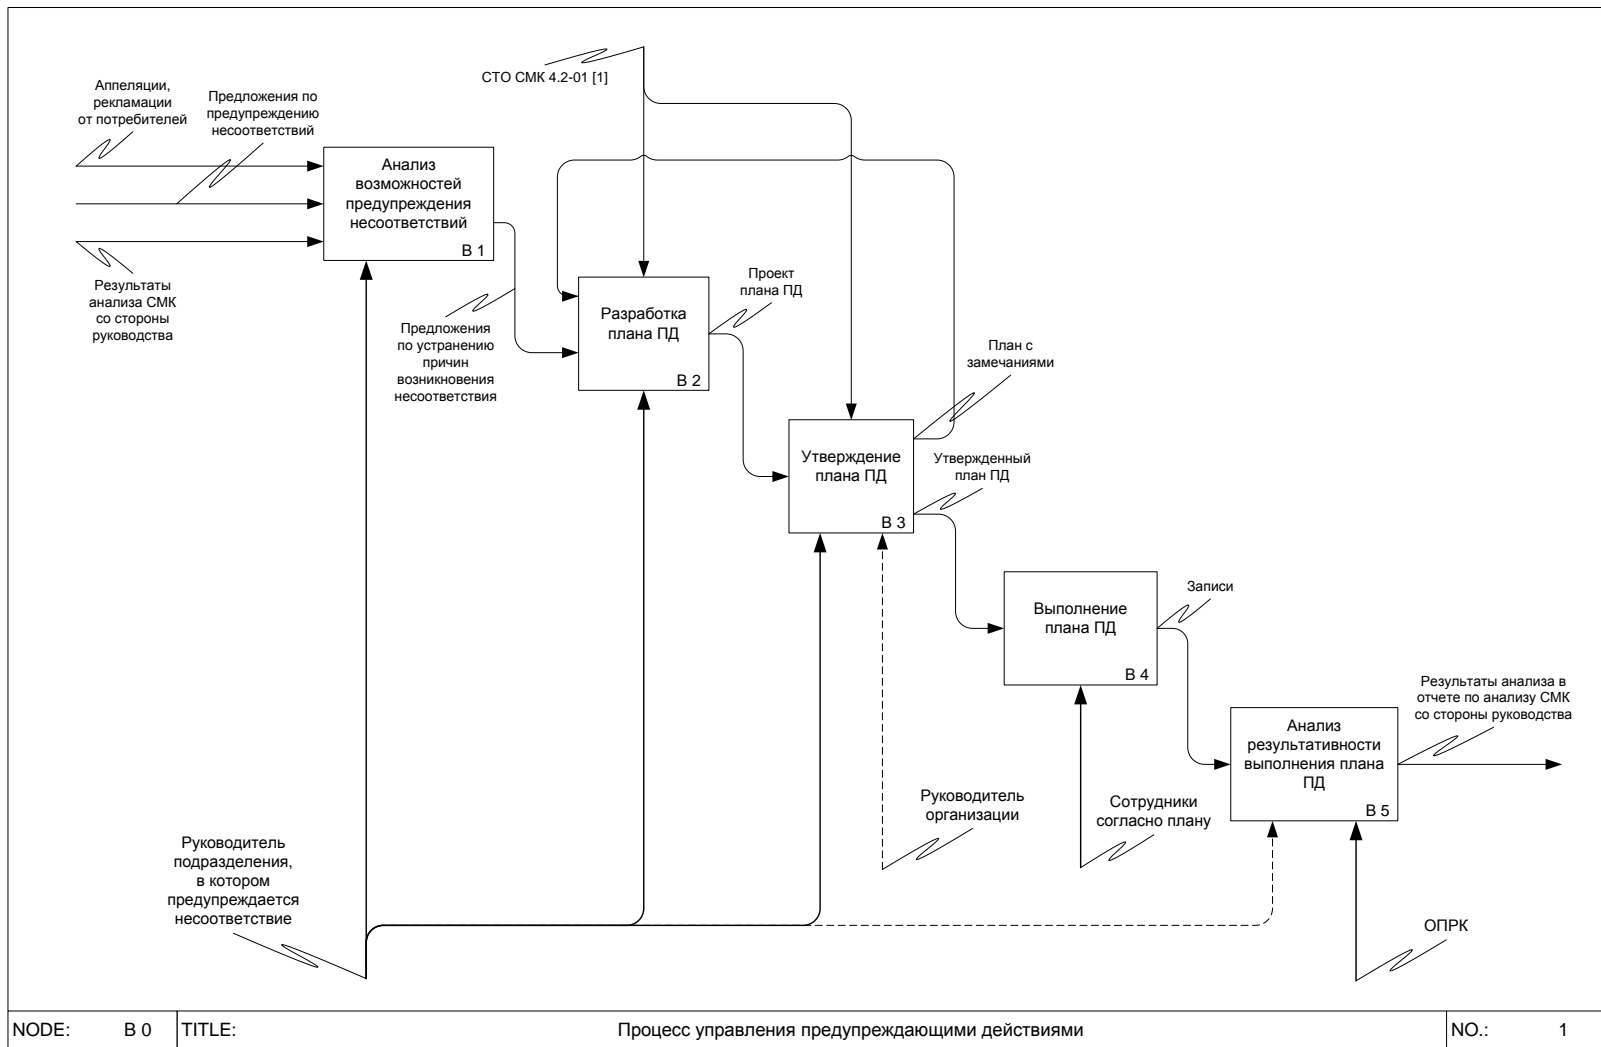 СТО СМК 4.2-01 [1]
Аппеляции,
рекламации
от потребителей
Предложения по
предупреждению
несоответствий
Анализ
возможностей
предупреждения
несоответствий
В 1
Результаты
анализа СМК
со стороны
руководства
Предложения
по устранению
причин
возникновения
несоответствия
Разработка
плана ПД
В 2
Проект
плана ПД
План с
замечаниями
Утверждение
плана ПД
В 3
Утвержденный
план ПД
Выполнение
плана ПД
В 4
Записи
Анализ
результативности
выполнения плана
ПД
В 5
Результаты анализа в
отчете по анализу СМК
со стороны руководства
Руководитель
организации
Сотрудники
согласно плану
Руководитель
подразделения,
в котором
предупреждается
несоответствие
ОПРК
NODE: В 0 TITLE: Процесс управления предупреждающими действиями NO.: 1